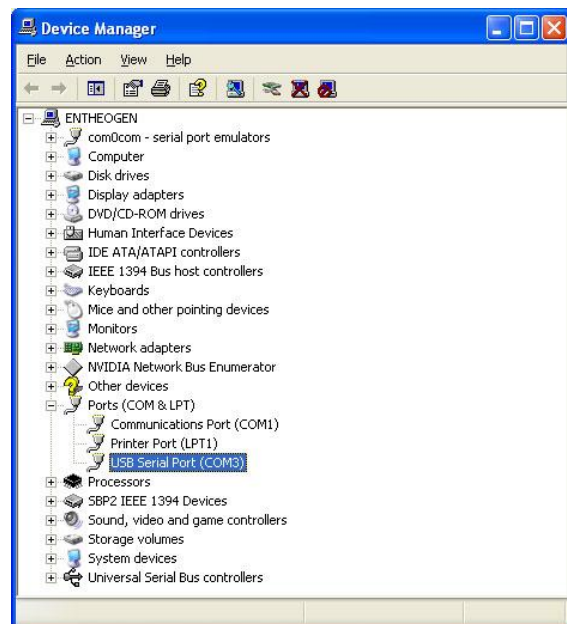 Device Manager
File Action View Help
ENTHEOGEN
com0com - serial port emulators
Computer
Disk drives
Display adapters
DVD/CD-ROM drives
Human Interface Devices
IDE ATA/ATAPI controllers
IEEE 1394 Bus host controllers
Keyboards
Mice and other pointing devices
Monitors
Network adapters
NVIDIA Network Bus Enumerator
Other devices
Ports (COM & LPT)
Communications Port (COM1)
Printer Port (LPT1)
USB Serial Port (COM3)
Processors
SBP2 IEEE 1394 Devices
Sound, video and game controllers
Storage volumes
System devices
Universal Serial Bus controllers